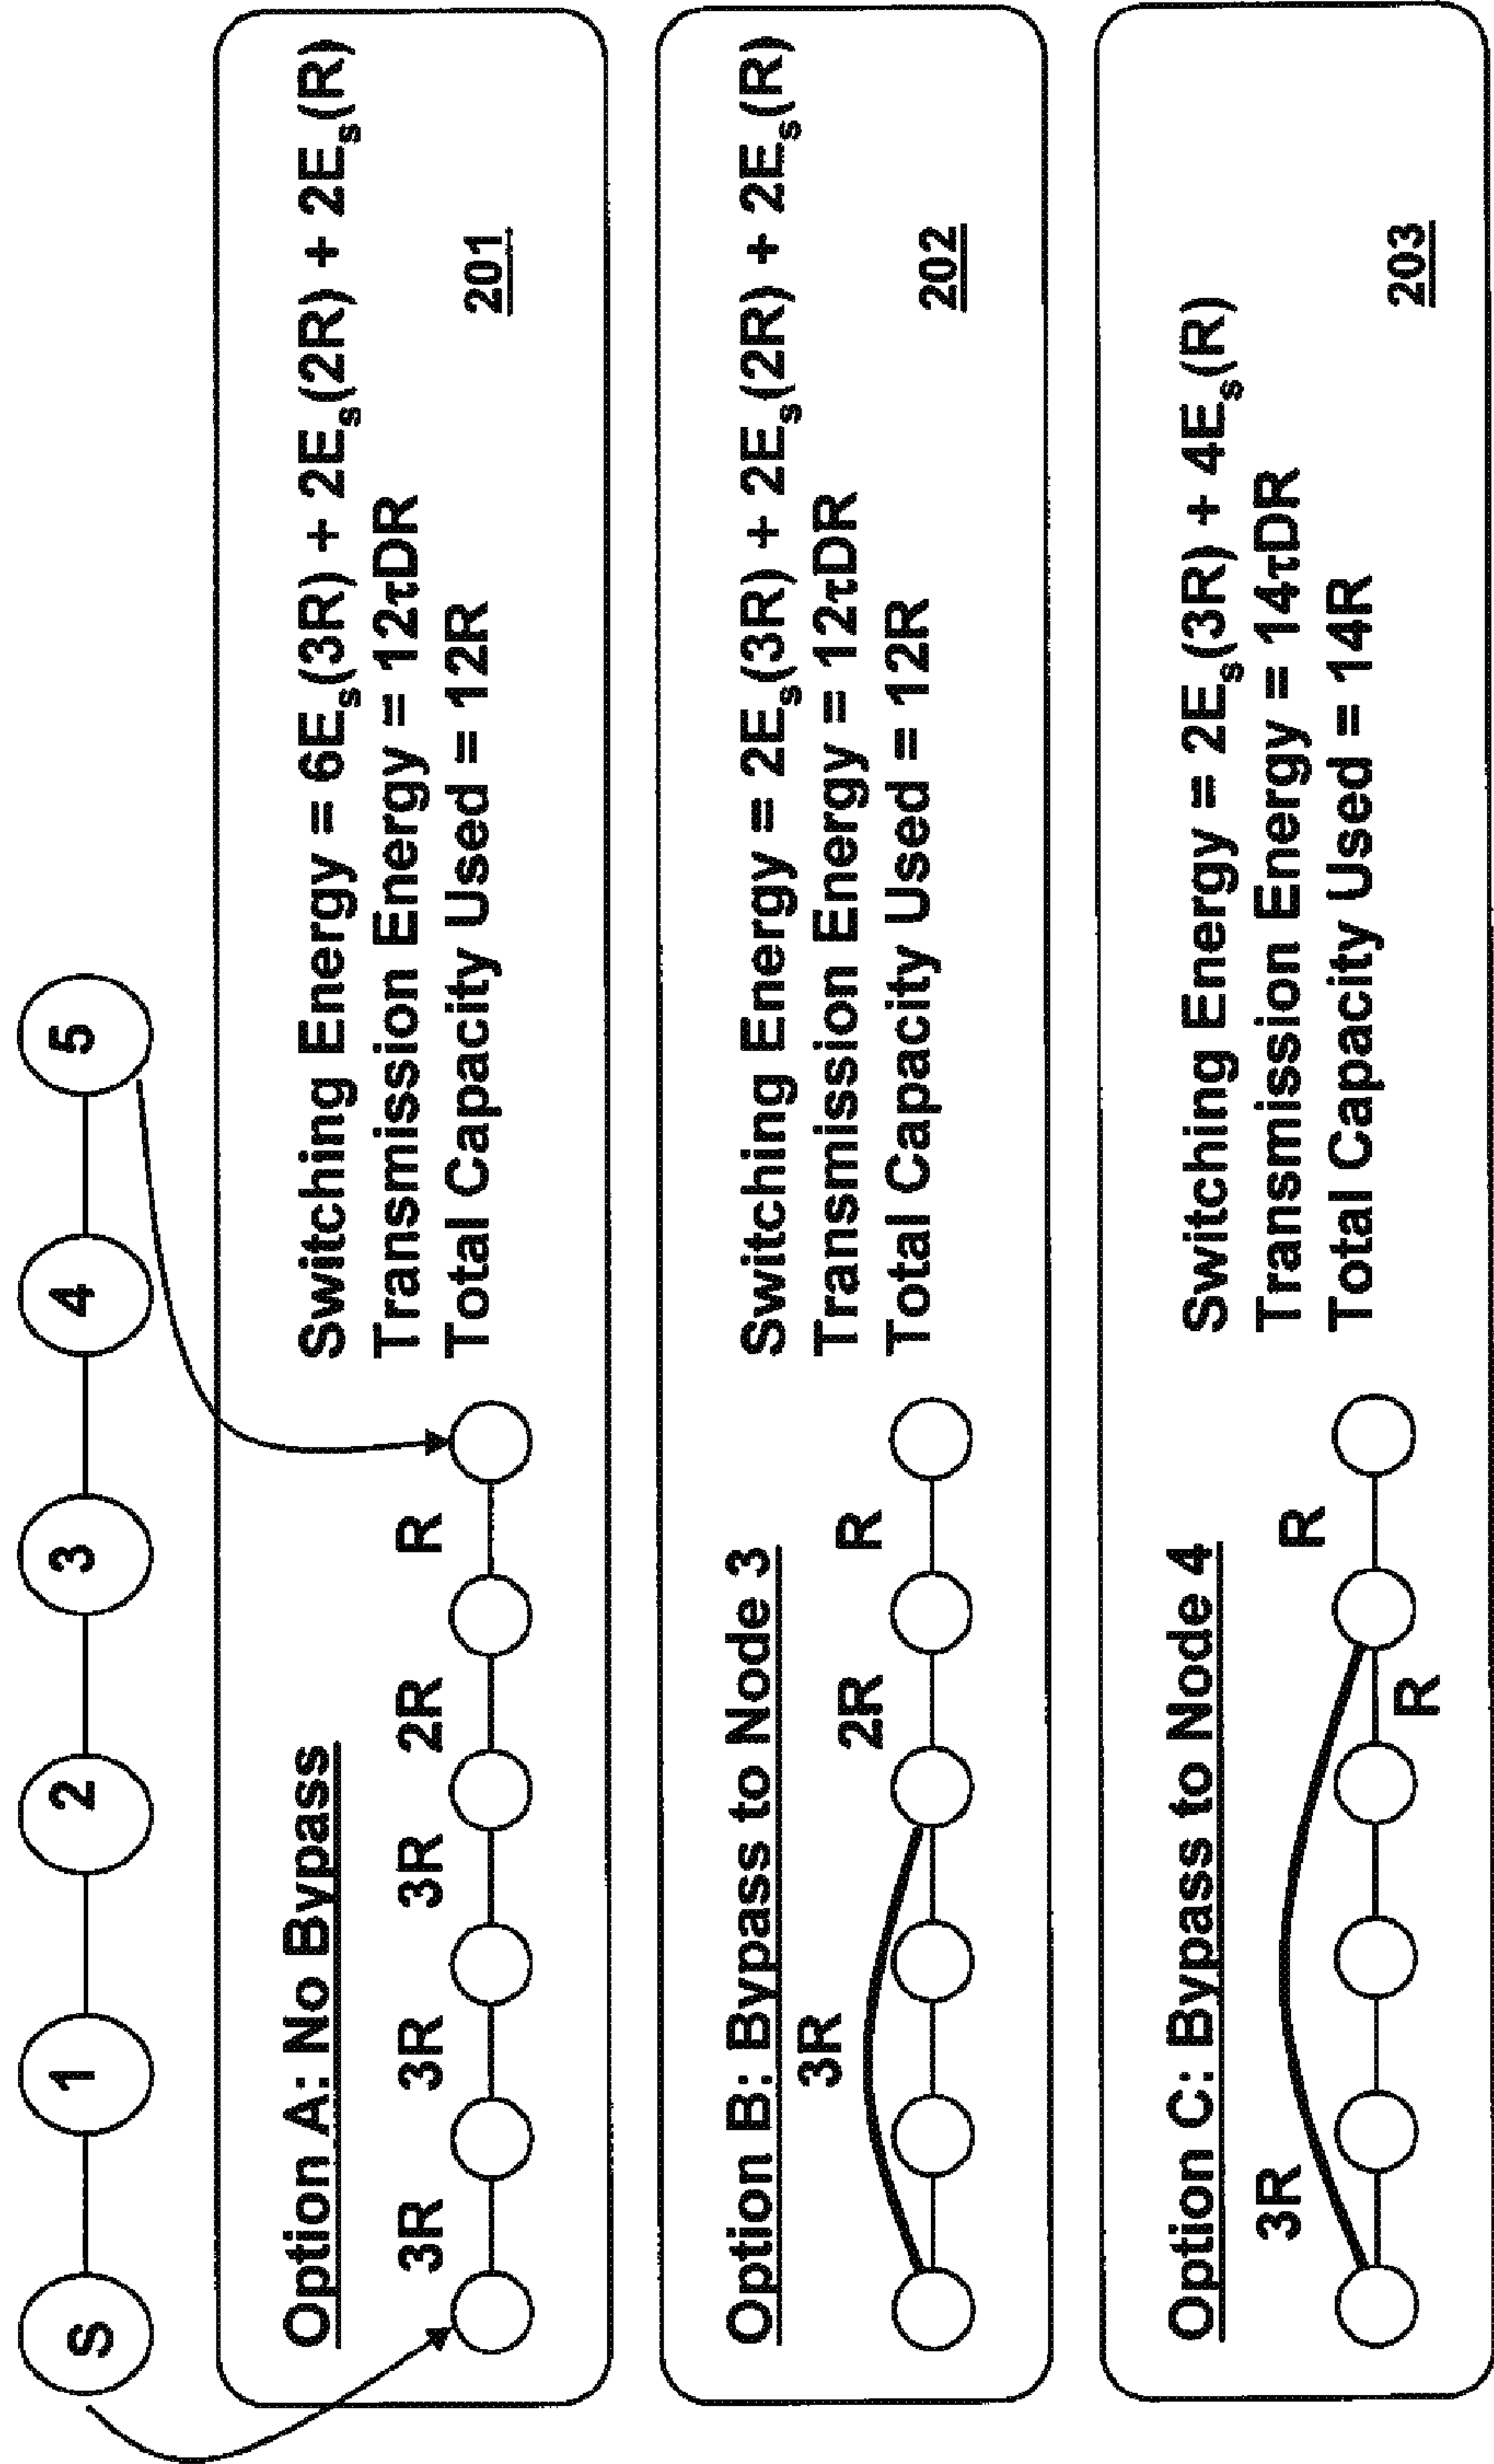 S 1 2 3 4 5
Option A: No Bypass
3R 3R 3R 2R R
Switching Energy = 6Eₛ(3R) + 2Eₛ(2R) + 2Eₛ(R)
Transmission Energy = 12τDR
Total Capacity Used = 12R
201
Option B: Bypass to Node 3
3R 2R R
Switching Energy = 2Eₛ(3R) + 2Eₛ(2R) + 2Eₛ(R)
Transmission Energy = 12τDR
Total Capacity Used = 12R
202
Option C: Bypass to Node 4
3R R R
Switching Energy = 2Eₛ(3R) + 4Eₛ(R)
Transmission Energy = 14τDR
Total Capacity Used = 14R
203